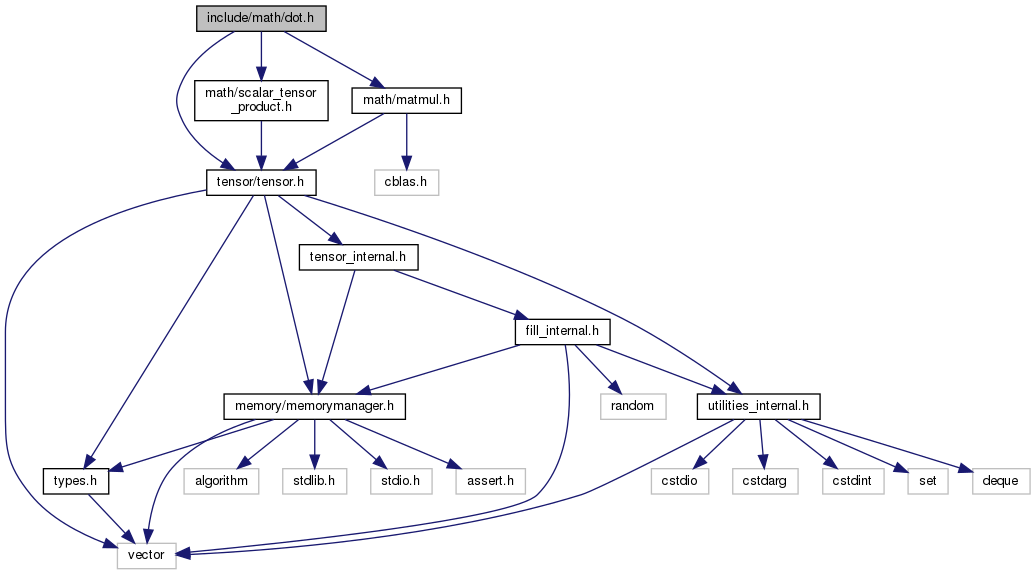 include/math/dot.h
math/scalar_tensor
_product.h
math/matmul.h
tensor/tensor.h
cblas.h
tensor_internal.h
fill_internal.h
memory/memorymanager.h
random
utilities_internal.h
types.h
algorithm
stdlib.h
stdio.h
assert.h
cstdio
cstdarg
cstdint
set
deque
vector